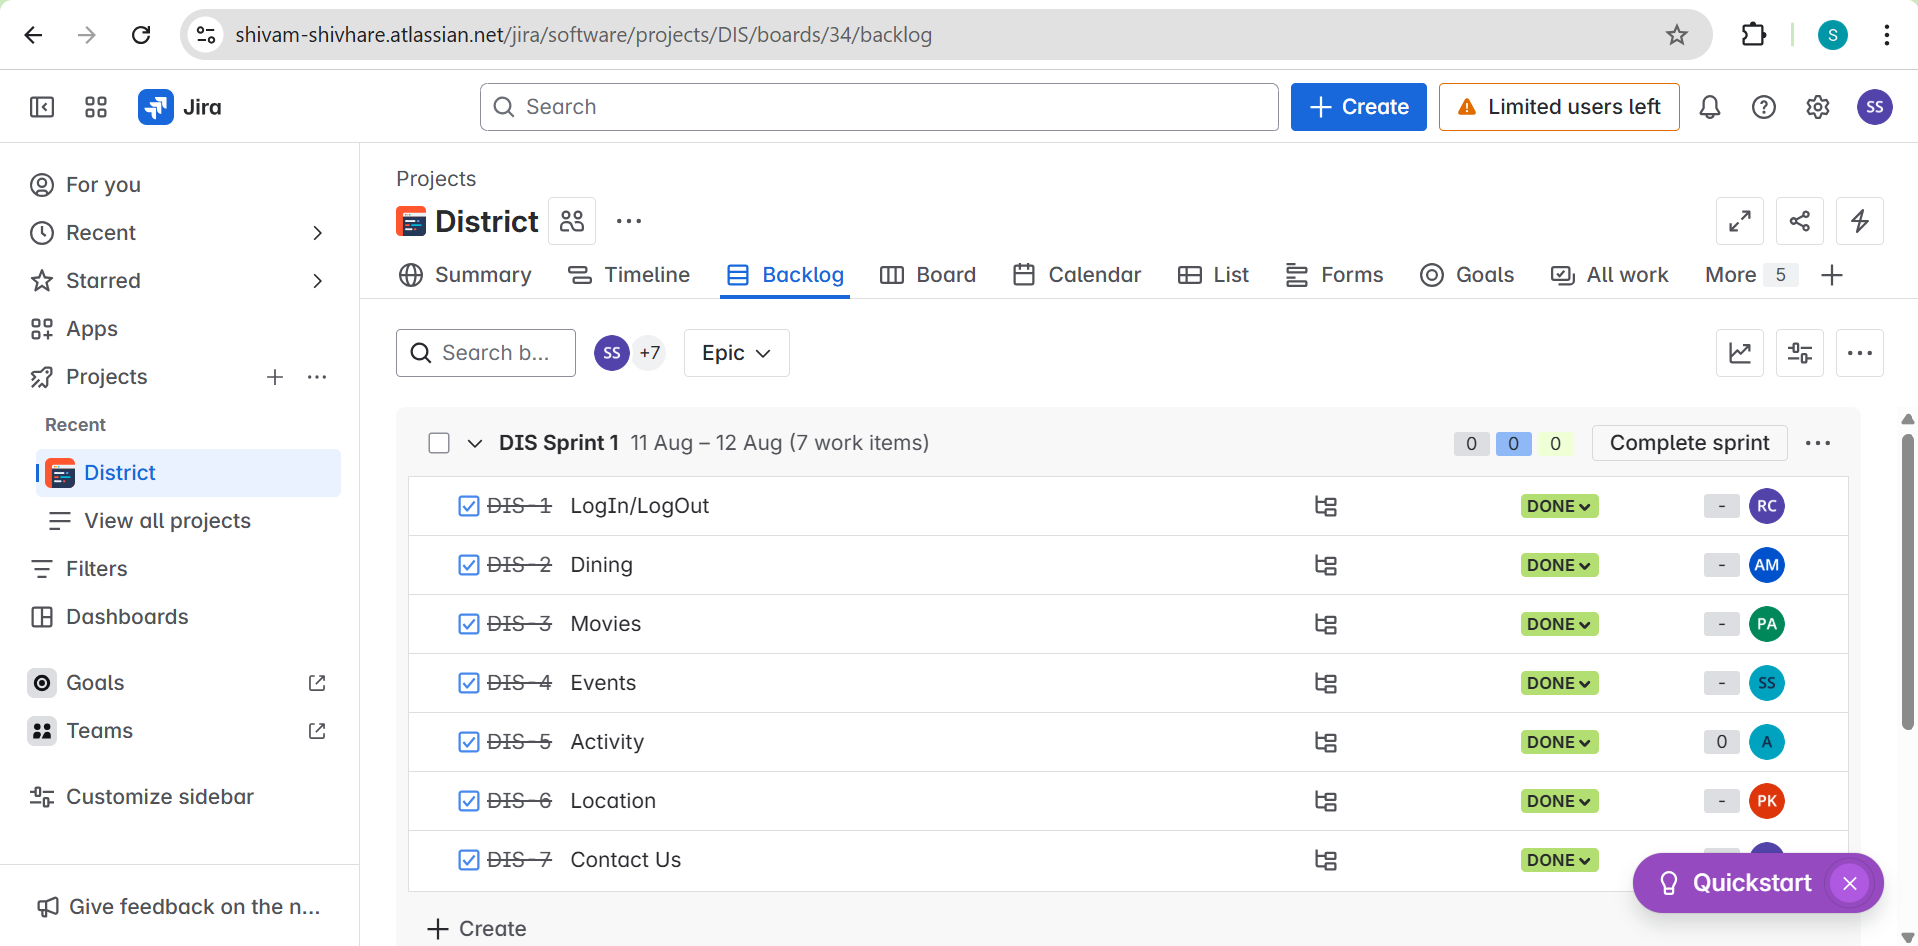 shivam-shivhare.atlassian.net/jira/software/projects/DIS/boards/34/backlog
S
Jira
Search
Create
Limited users left
SS
For you
Recent
Starred
Apps
Projects
Recent
District
View all projects
Filters
Dashboards
Goals
Teams
Customize sidebar
Give feedback on the n...
Projects
District
Summary
Timeline
Backlog
Board
Calendar
List
Forms
Goals
All work
More 5
Search b...
SS +7
Epic
DIS Sprint 1 11 Aug – 12 Aug (7 work items) 0 0 0 Complete sprint
DIS-1 LogIn/LogOut DONE - RC
DIS-2 Dining DONE - AM
DIS-3 Movies DONE - PA
DIS-4 Events DONE - SS
DIS-5 Activity DONE 0 A
DIS-6 Location DONE - PK
DIS-7 Contact Us DONE
Quickstart
Create